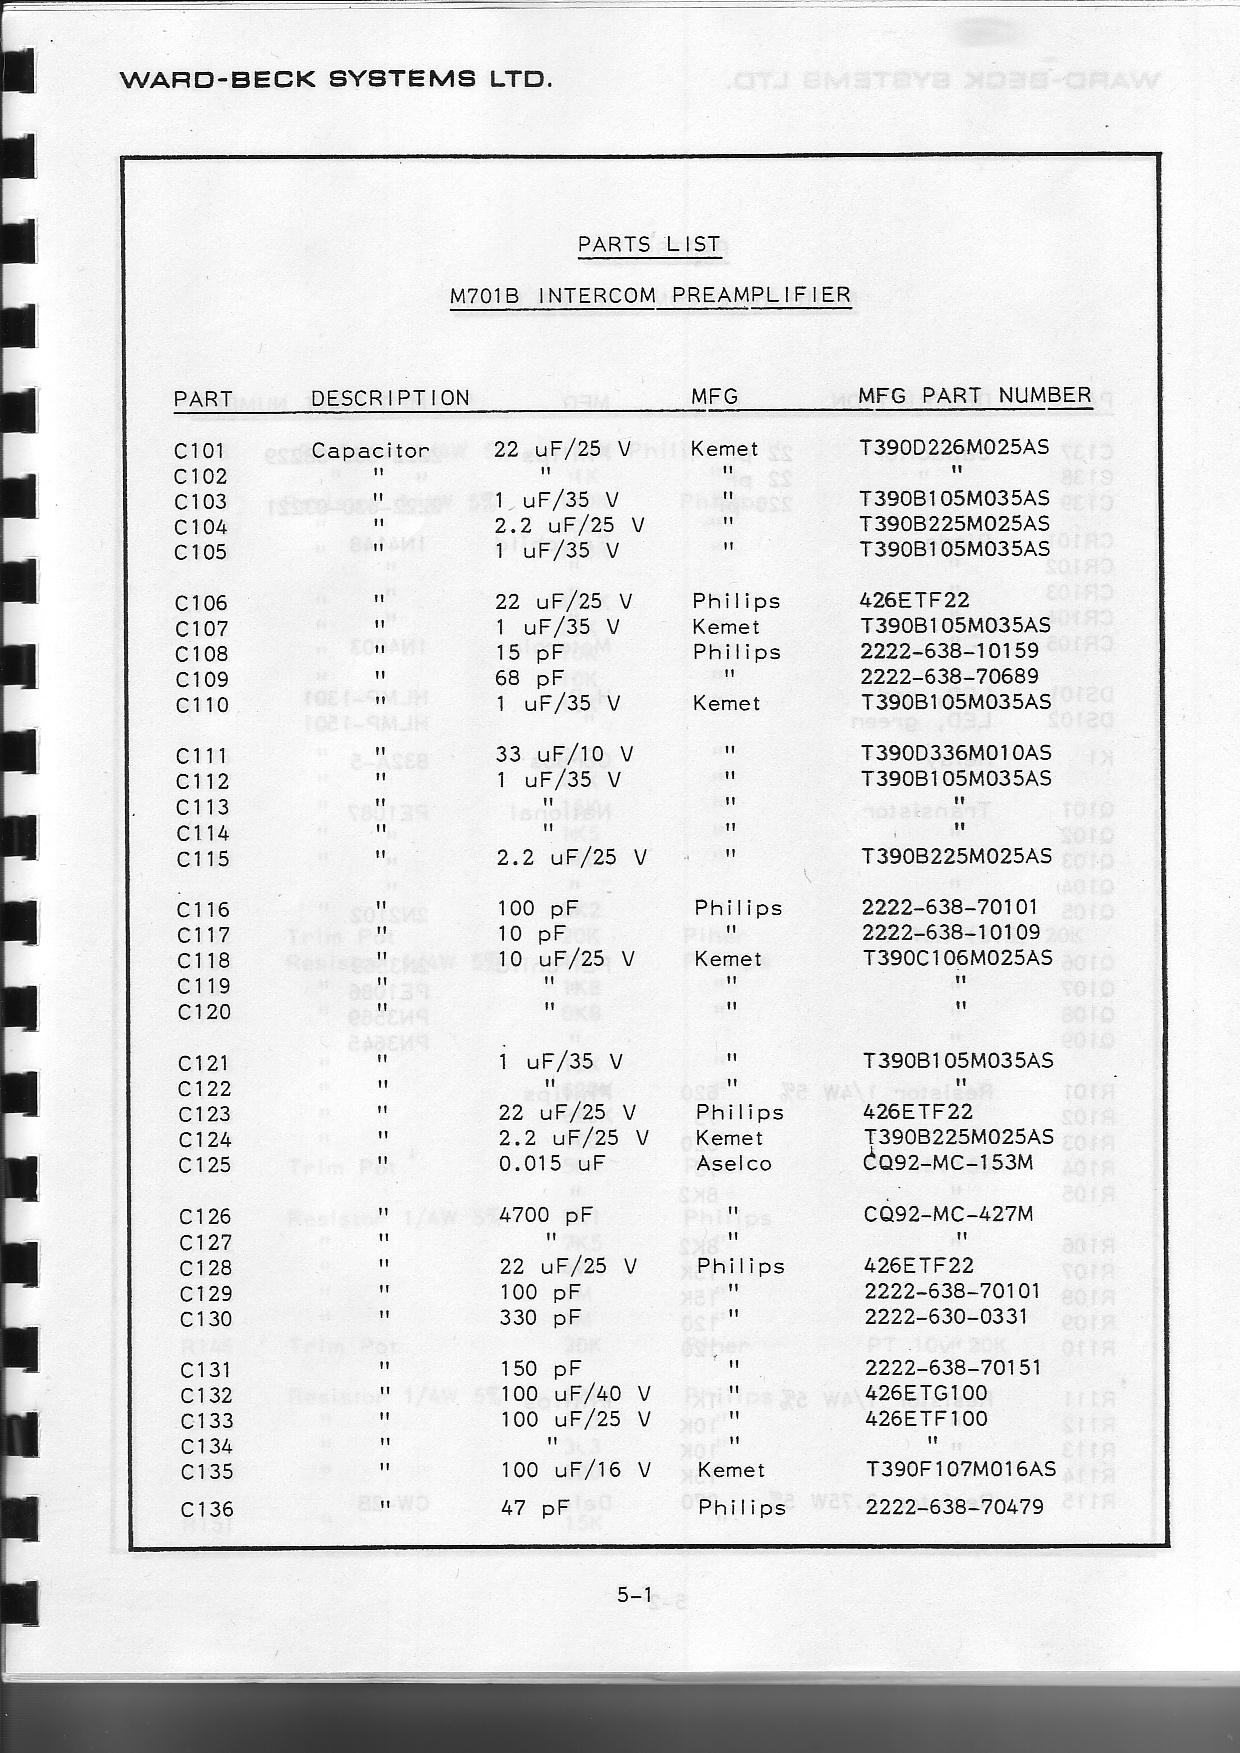 WARD-BECK SYSTEMS LTD.
PARTS LIST
M701B INTERCOM PREAMPLIFIER
PART DESCRIPTION MFG MFG PART NUMBER
C101 Capacitor 22 uF/25 V Kemet T390D226M025AS
C102 " " " "
C103 " 1 uF/35 V " T390B105M035AS
C104 " 2.2 uF/25 V " T390B225M025AS
C105 " 1 uF/35 V " T390B105M035AS
C106 " 22 uF/25 V Philips 426ETF22
C107 " 1 uF/35 V Kemet T390B105M035AS
C108 " 15 pF Philips 2222-638-10159
C109 " 68 pF " 2222-638-70689
C110 " 1 uF/35 V Kemet T390B105M035AS
C111 " 33 uF/10 V " T390D336M010AS
C112 " 1 uF/35 V " T390B105M035AS
C113 " " " "
C114 " " " "
C115 " 2.2 uF/25 V " T390B225M025AS
C116 " 100 pF Philips 2222-638-70101
C117 " 10 pF " 2222-638-10109
C118 " 10 uF/25 V Kemet T390C106M025AS
C119 " " " "
C120 " " " "
C121 " 1 uF/35 V " T390B105M035AS
C122 " " " "
C123 " 22 uF/25 V Philips 426ETF22
C124 " 2.2 uF/25 V Kemet T390B225M025AS
C125 " 0.015 uF Aselco CQ92-MC-153M
C126 " 4700 pF " CQ92-MC-427M
C127 " " " "
C128 " 22 uF/25 V Philips 426ETF22
C129 " 100 pF " 2222-638-70101
C130 " 330 pF " 2222-630-0331
C131 " 150 pF " 2222-638-70151
C132 " 100 uF/40 V " 426ETG100
C133 " 100 uF/25 V " 426ETF100
C134 " " " "
C135 " 100 uF/16 V Kemet T390F107M016AS
C136 " 47 pF Philips 2222-638-70479
5-1